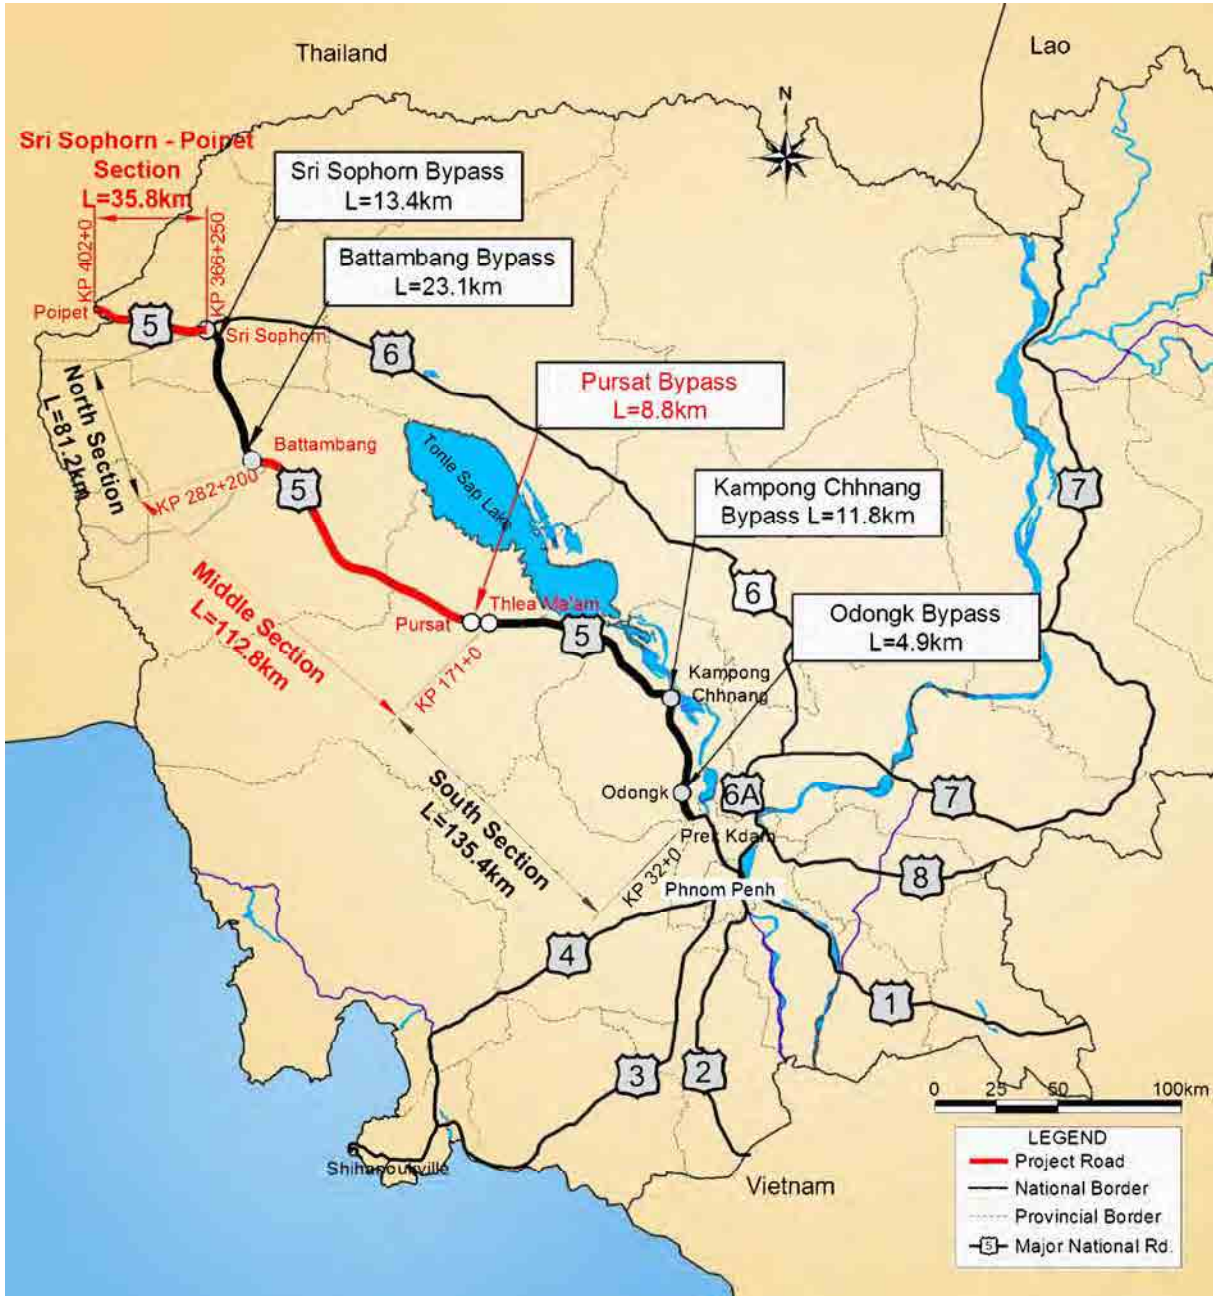 Thailand
Lao
N
Sri Sophorn - Poipet
Section
L=35.8km
KP 402+0
KP 366+250
Sri Sophorn Bypass
L=13.4km
Battambang Bypass
L=23.1km
Poipet
5
Sri Sophorn
6
North Section
L=81.2km
Pursat Bypass
L=8.8km
Battambang
KP 282+200
5
Tonle Sap Lake
Kampong Chhnang
Bypass L=11.8km
7
Middle Section
L=112.8km
Pursat
Thlea Ma'am
KP 171+0
5
6
Odongk Bypass
L=4.9km
Kampong
Chhnang
South Section
L=135.4km
Odongk
6A
7
Prek Kdam
KP 32+0
Phnom Penh
8
4
1
3
2
Shihanoukville
Vietnam
0 25 50 100km
LEGEND
Project Road
National Border
Provincial Border
5 Major National Rd.